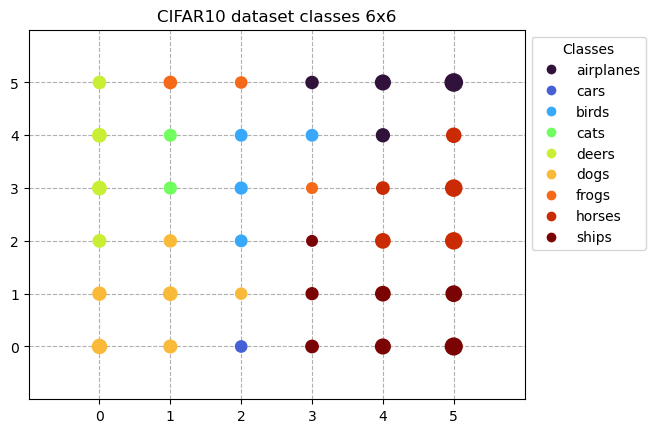 CIFAR10 dataset classes 6x6
Classes
airplanes
cars
birds
cats
deers
dogs
frogs
horses
ships
5
4
3
2
1
0
0 1 2 3 4 5